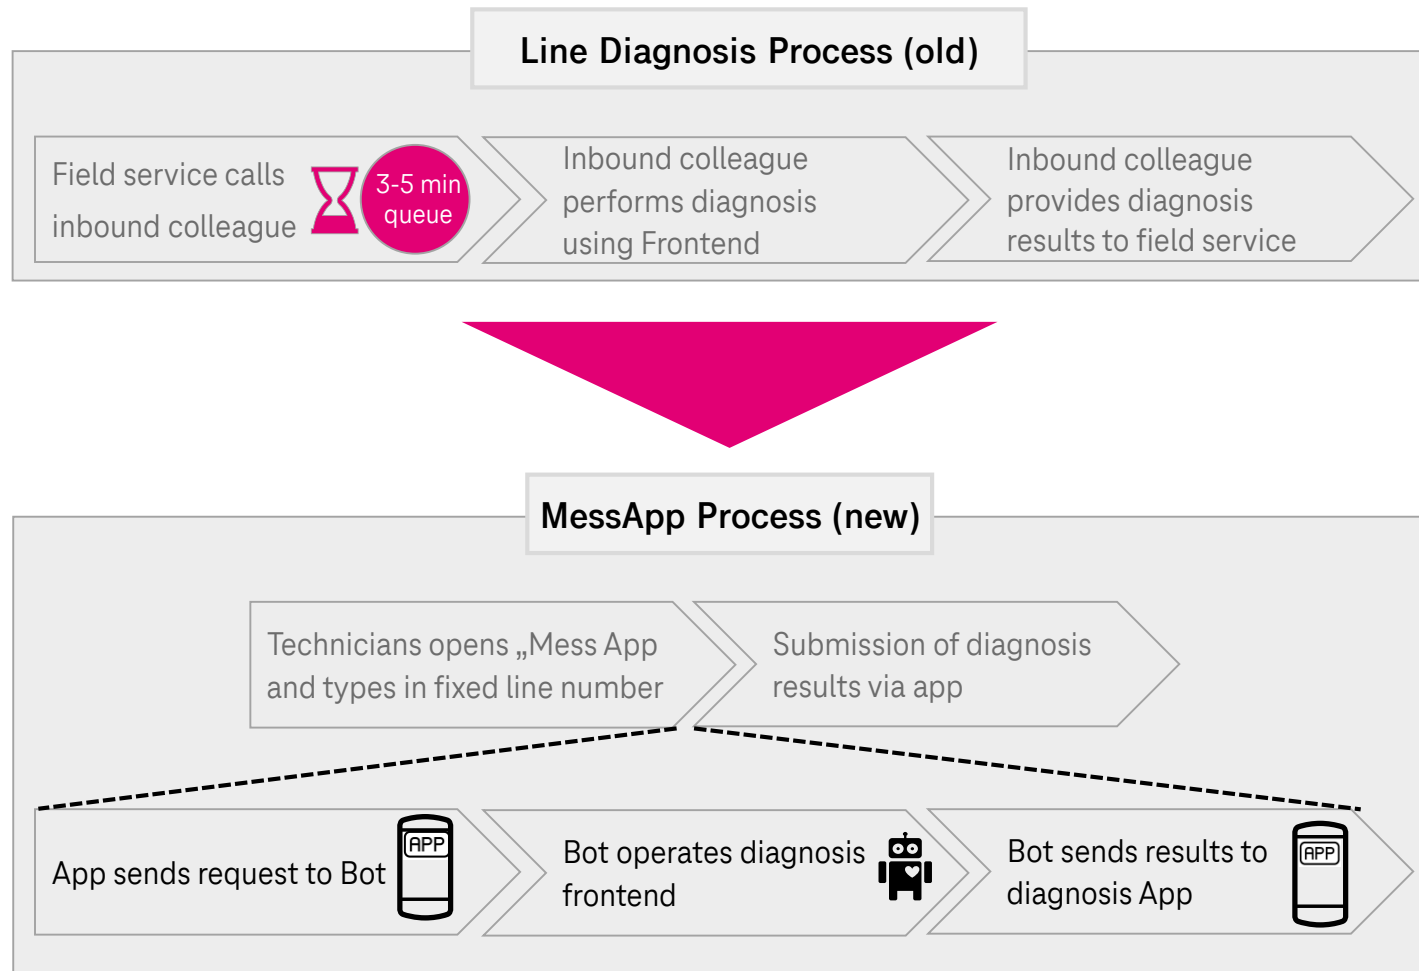 Line Diagnosis Process (old)
Field service calls
inbound colleague
3-5 min
queue
Inbound colleague
performs diagnosis
using Frontend
Inbound colleague
provides diagnosis
results to field service
MessApp Process (new)
Technicians opens „Mess App
and types in fixed line number
Submission of diagnosis
results via app
App sends request to Bot
APP
Bot operates diagnosis
frontend
Bot sends results to
diagnosis App
APP